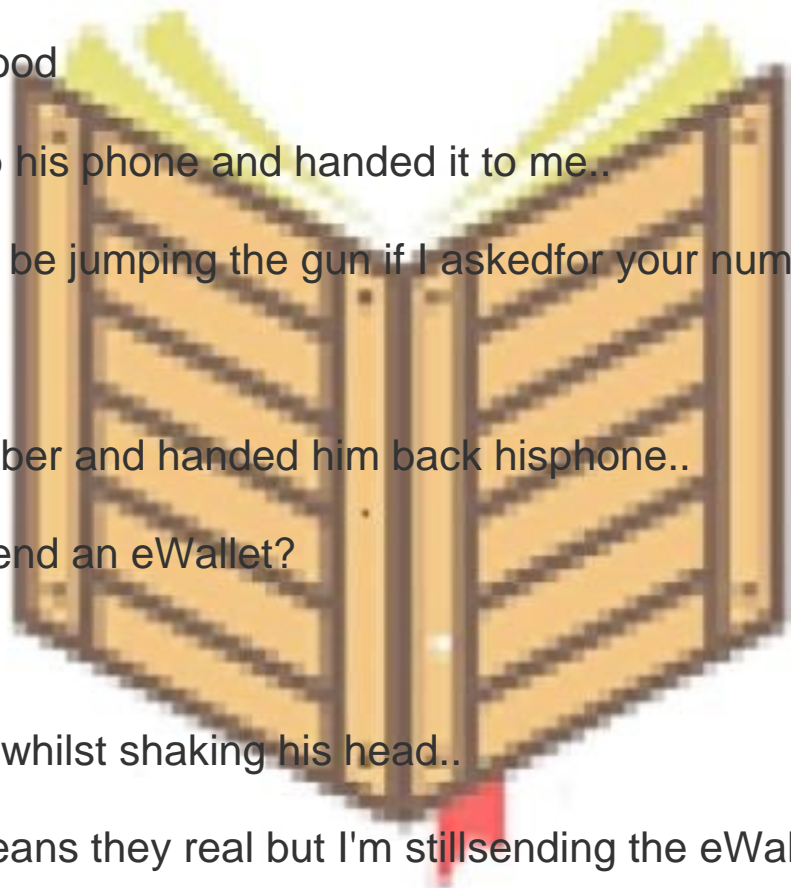 ood
his phone and handed it to me..
be jumping the gun if I askedfor your num
ber and handed him back hisphone..
end an eWallet?
whilst shaking his head..
eans they real but I'm stillsending the eWal